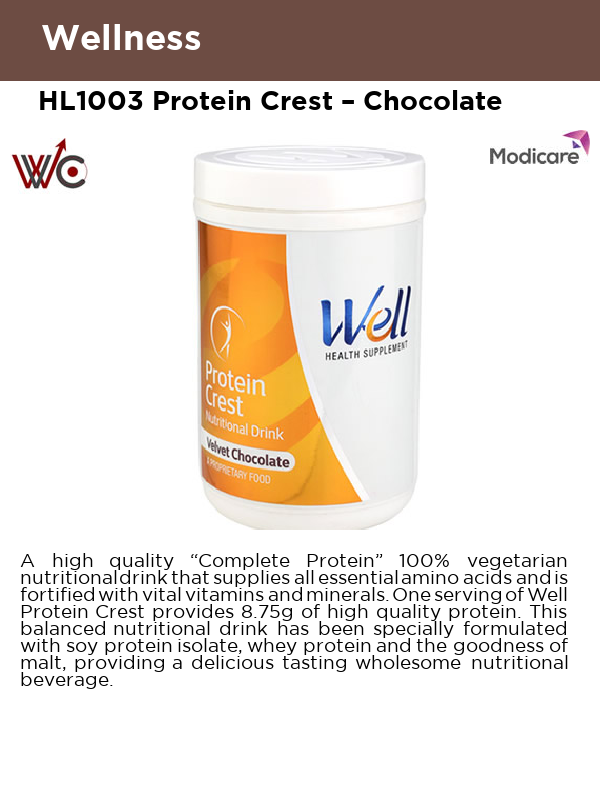 Wellness
HL1003 Protein Crest – Chocolate
WC
Modicare
Well
HEALTH SUPPLEMENT
Protein
Crest
Nutritional Drink
Velvet Chocolate
A PROPRIETARY FOOD
A high quality “Complete Protein” 100% vegetarian
nutritional drink that supplies all essential amino acids and is
fortified with vital vitamins and minerals. One serving of Well
Protein Crest provides 8.75g of high quality protein. This
balanced nutritional drink has been specially formulated
with soy protein isolate, whey protein and the goodness of
malt, providing a delicious tasting wholesome nutritional
beverage.